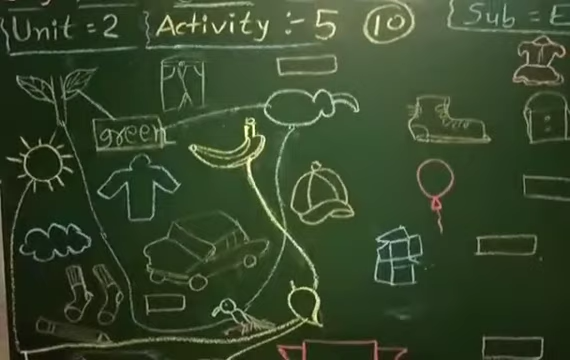 Unit = 2 Activity :- 5 10 Sub = E
green